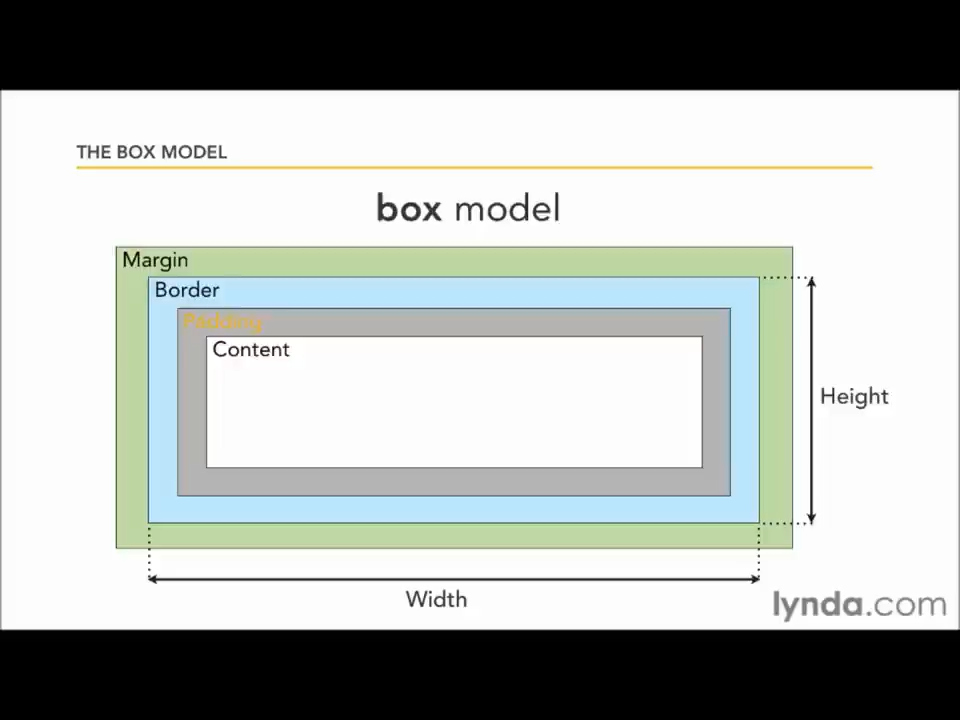 THE BOX MODEL
box model
Margin
Border
Padding
Content
Height
Width
lynda.com